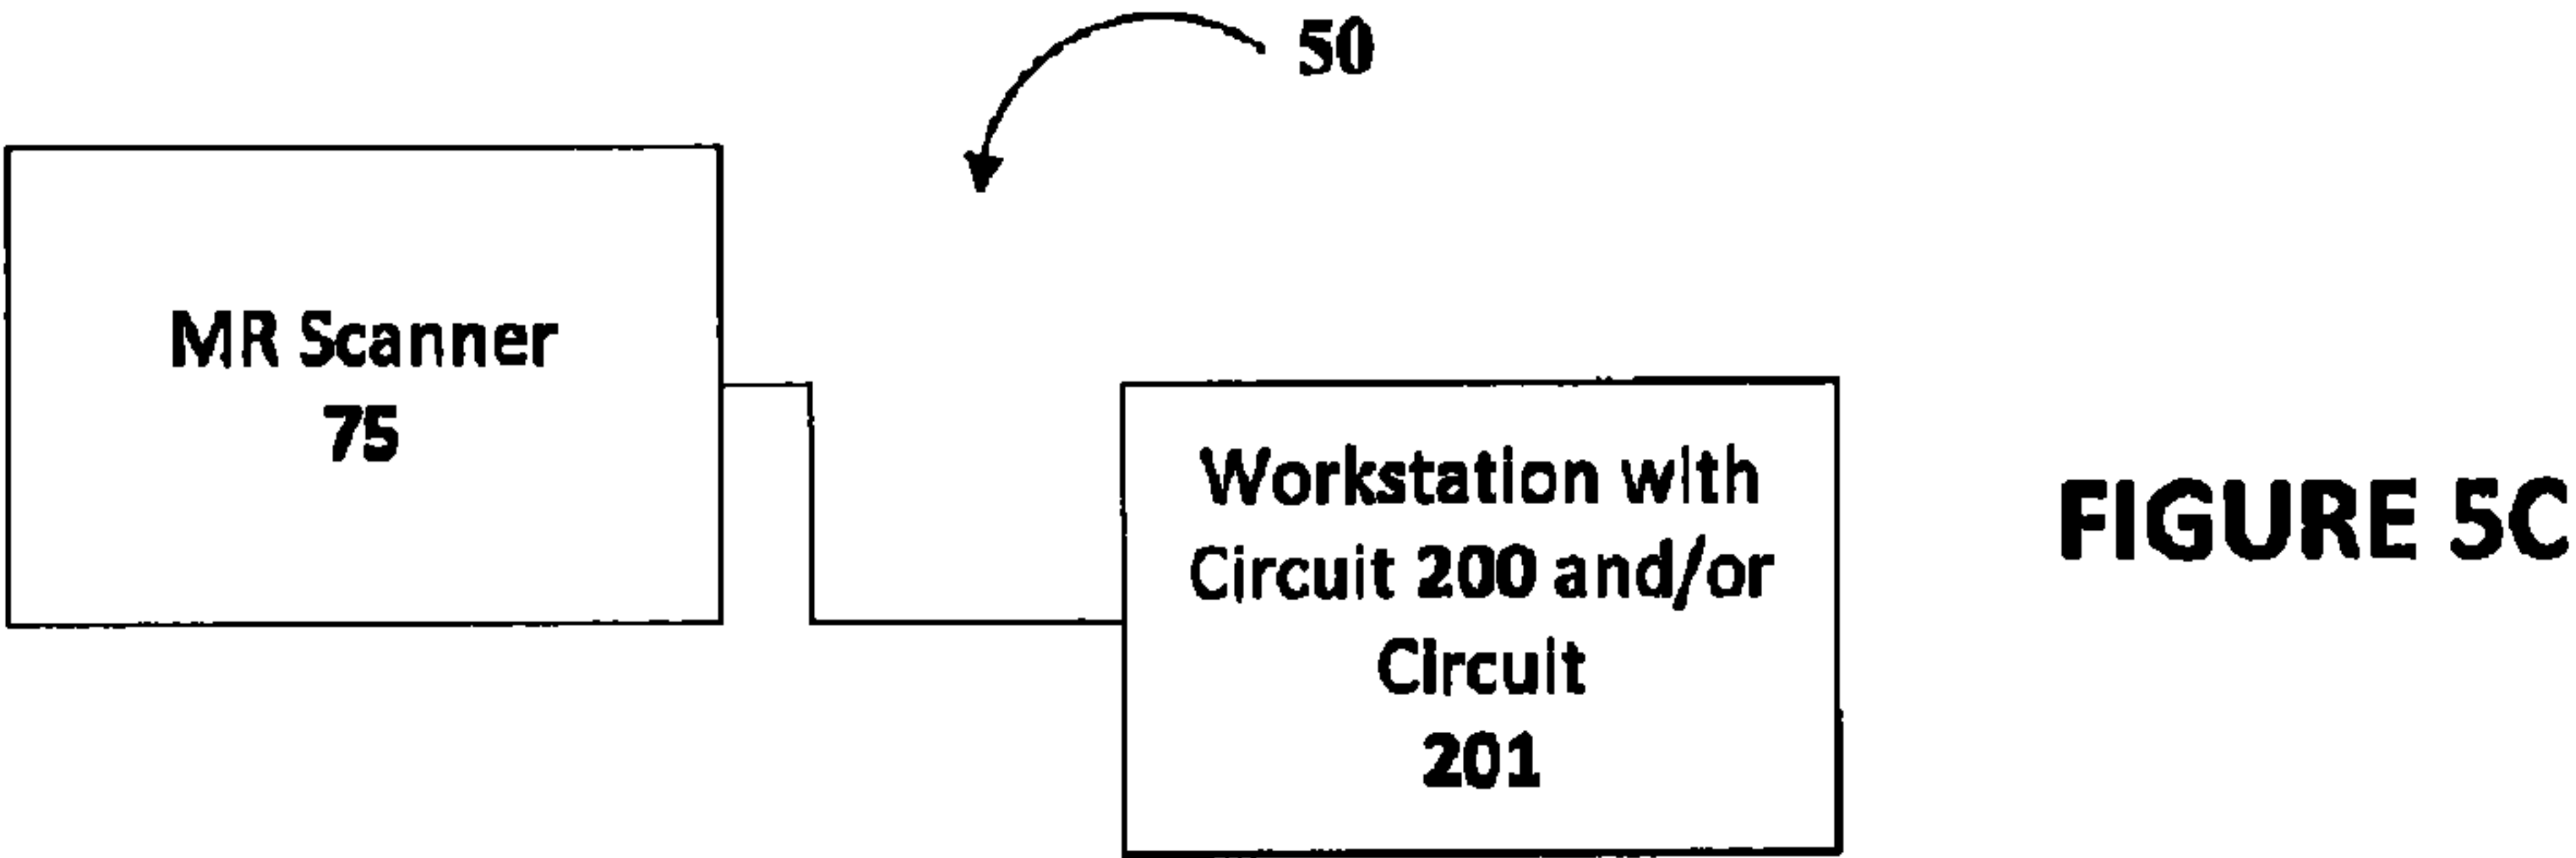 50
MR Scanner
75
Workstation with
Circuit 200 and/or
Circuit
201
FIGURE 5C